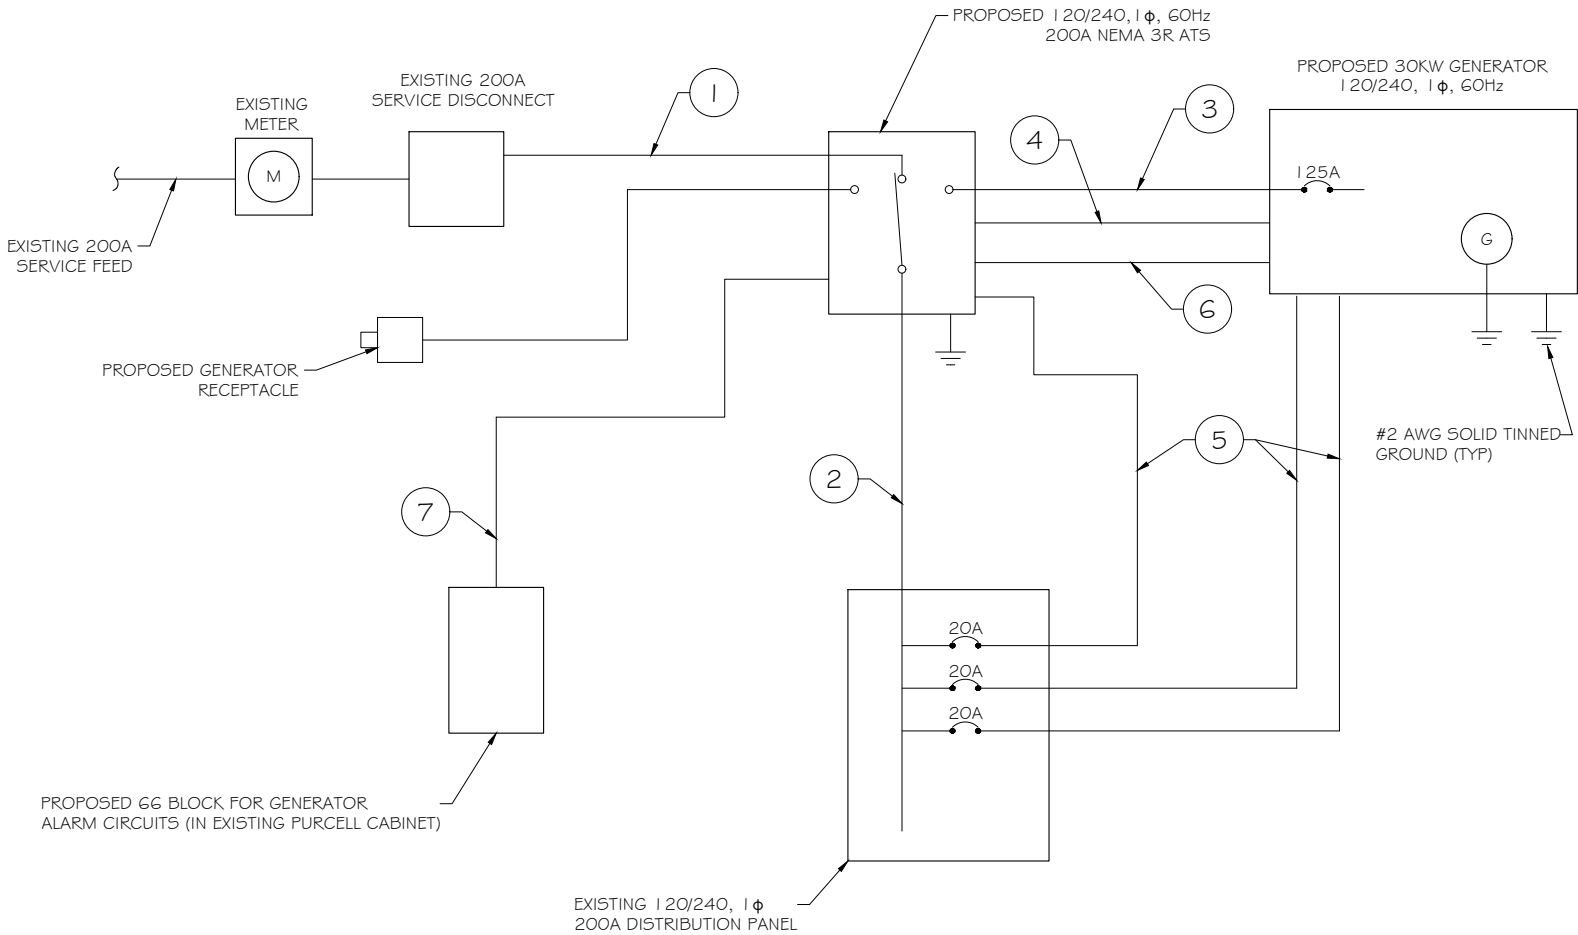 PROPOSED 120/240,1ϕ, 60Hz
200A NEMA 3R ATS
PROPOSED 30KW GENERATOR
120/240, 1ϕ, 60Hz
EXISTING 200A
SERVICE DISCONNECT
EXISTING
METER
1
3
4
125A
M
G
EXISTING 200A
SERVICE FEED
6
PROPOSED GENERATOR
RECEPTACLE
5
#2 AWG SOLID TINNED
GROUND (TYP)
2
7
20A
20A
20A
PROPOSED 66 BLOCK FOR GENERATOR
ALARM CIRCUITS (IN EXISTING PURCELL CABINET)
EXISTING 120/240, 1ϕ
200A DISTRIBUTION PANEL